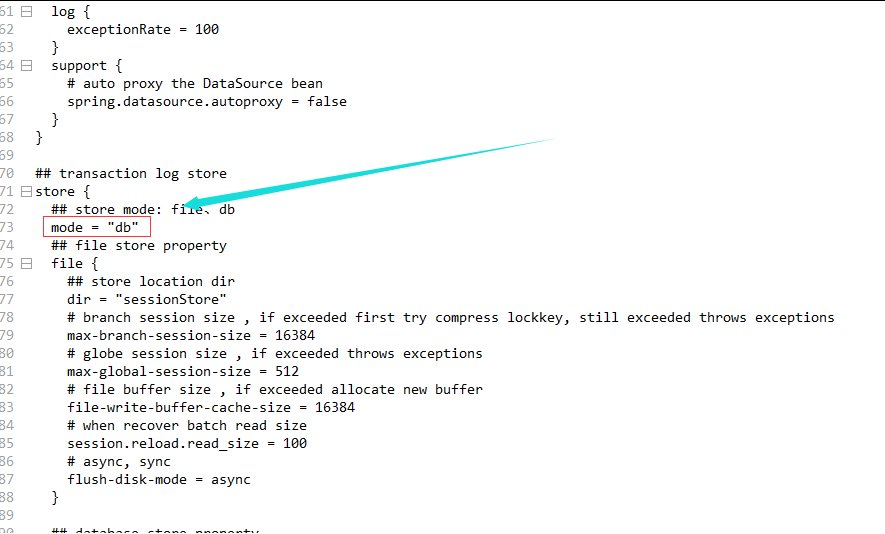 61 log {
62 exceptionRate = 100
63 }
64 support {
65 # auto proxy the DataSource bean
66 spring.datasource.autoproxy = false
67 }
68 }
69
70 ## transaction log store
71 store {
72 ## store mode: file、db
73 mode = "db"
74 ## file store property
75 file {
76 ## store location dir
77 dir = "sessionStore"
78 # branch session size , if exceeded first try compress lockkey, still exceeded throws exceptions
79 max-branch-session-size = 16384
80 # globe session size , if exceeded throws exceptions
81 max-global-session-size = 512
82 # file buffer size , if exceeded allocate new buffer
83 file-write-buffer-cache-size = 16384
84 # when recover batch read size
85 session.reload.read_size = 100
86 # async, sync
87 flush-disk-mode = async
88 }
89
90 ## database store property